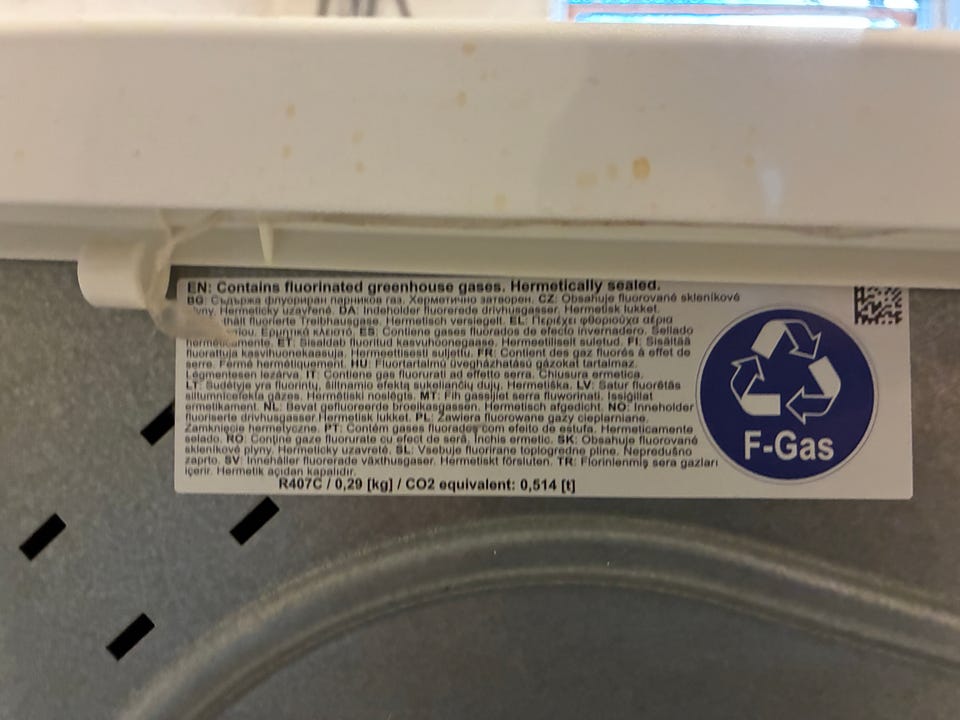 EN: Contains fluorinated greenhouse gases. Hermetically sealed.
BG: Съдържа флуориран парников газ. Херметично затворен. CZ: Obsahuje fluorované skleníkové
plyny. Hermeticky uzavřené. DA: Indeholder fluorerede drivhusgasser. Hermetisk lukket.
fluorierte Treibhausgase. Hermetisch versiegelt. EL: Περιέχει φθοριούχα αέρια
Ερμητικά κλειστό. ES: Contiene gases fluorados de efecto invernadero. Sellado
ET: Sisaldab fluoritud kasvuhoonegaase. Hermeetiliselt suletud. FI: Sisältää
fluorattuja kasvihuonekaasuja. Hermeettisesti suljettu. FR: Contient des gaz fluorés à effet de
serre. Fermé hermétiquement. HU: Fluortartalmú üvegházhatású gázokat tartalmaz.
Légmentesen lezárva. IT: Contiene gas fluorurati ad effetto serra. Chiusura ermetica.
LT: Sudėtyje yra fluorintų, šiltnamio efektą sukeliančių dujų. Hermetiška. LV: Satur fluorētās
siltumnīcefekta gāzes. Hermētiski noslēgts. MT: Fih gassijiet serra fluworinati. Issiġillat
ermetikament. NL: Bevat gefluoreerde broeikasgassen. Hermetisch afgedicht. NO: Inneholder
fluoriserte drivhusgasser.Hermetisk lukket. PL: Zawiera fluorowane gazy cieplarniane.
Zamknięcie hermetyczne. PT: Contém gases fluorados com efeito de estufa. Hermeticamente
selado. RO: Conţine gaze fluorurate cu efect de seră. Închis ermetic. SK: Obsahuje fluorované
sklenikové plyny. Hermeticky uzavreté. SL: Vsebuje fluorirane toplogredne pline. Nepredušno
zaprto. SV: Innehåller fluorerade växthusgaser. Hermetiskt försluten. TR: Florinlenmiş sera gazları
içerir. Hermetik açıdan kapalıdır.
R407C / 0,29 [kg] / CO2 equivalent: 0,514 [t]
F-Gas